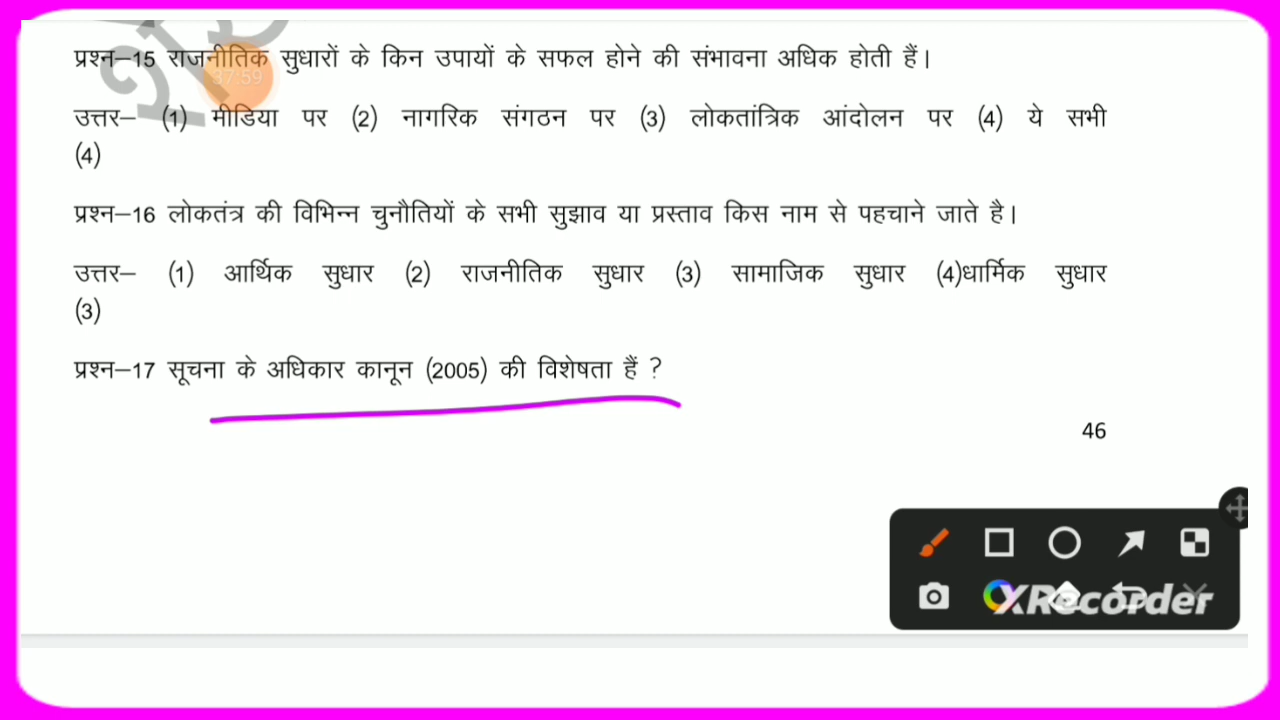 प्रश्न–15 राजनीतिक सुधारों के किन उपायों के सफल होने की संभावना अधिक होती हैं।
37:59
उत्तर– (1) मीडिया पर (2) नागरिक संगठन पर (3) लोकतांत्रिक आंदोलन पर (4) ये सभी
(4)
प्रश्न–16 लोकतंत्र की विभिन्न चुनौतियों के सभी सुझाव या प्रस्ताव किस नाम से पहचाने जाते है।
उत्तर– (1) आर्थिक सुधार (2) राजनीतिक सुधार (3) सामाजिक सुधार (4)धार्मिक सुधार
(3)
प्रश्न–17 सूचना के अधिकार कानून (2005) की विशेषता हैं ?
46
XRecorder